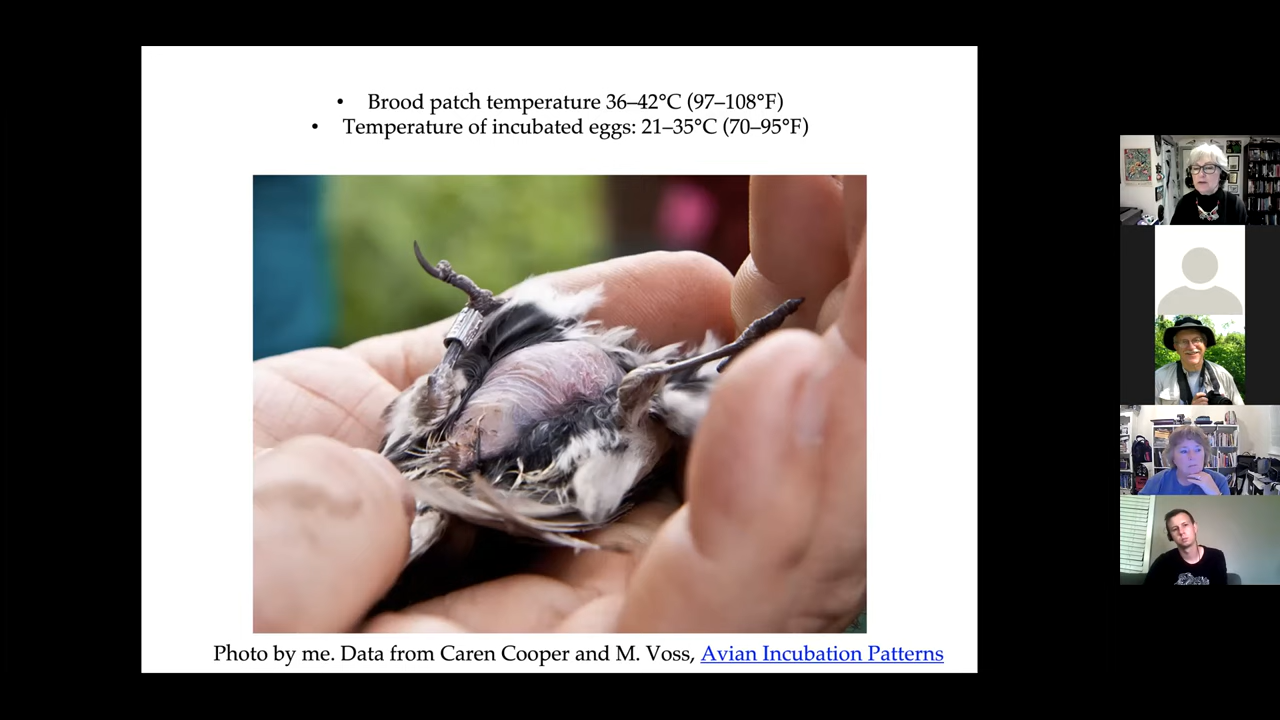 • Brood patch temperature 36–42°C (97–108°F)
• Temperature of incubated eggs: 21–35°C (70–95°F)
Photo by me. Data from Caren Cooper and M. Voss, Avian Incubation Patterns